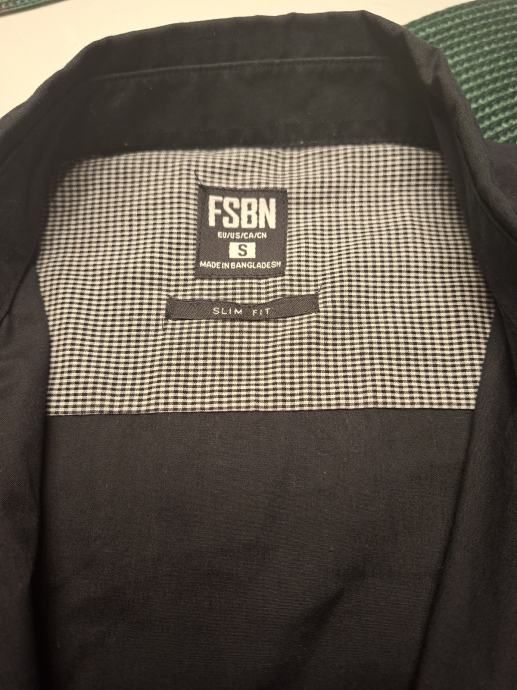 FSBN
EU/US/CA/CN
S
MADE IN BANGLADESH
SLIM FIT